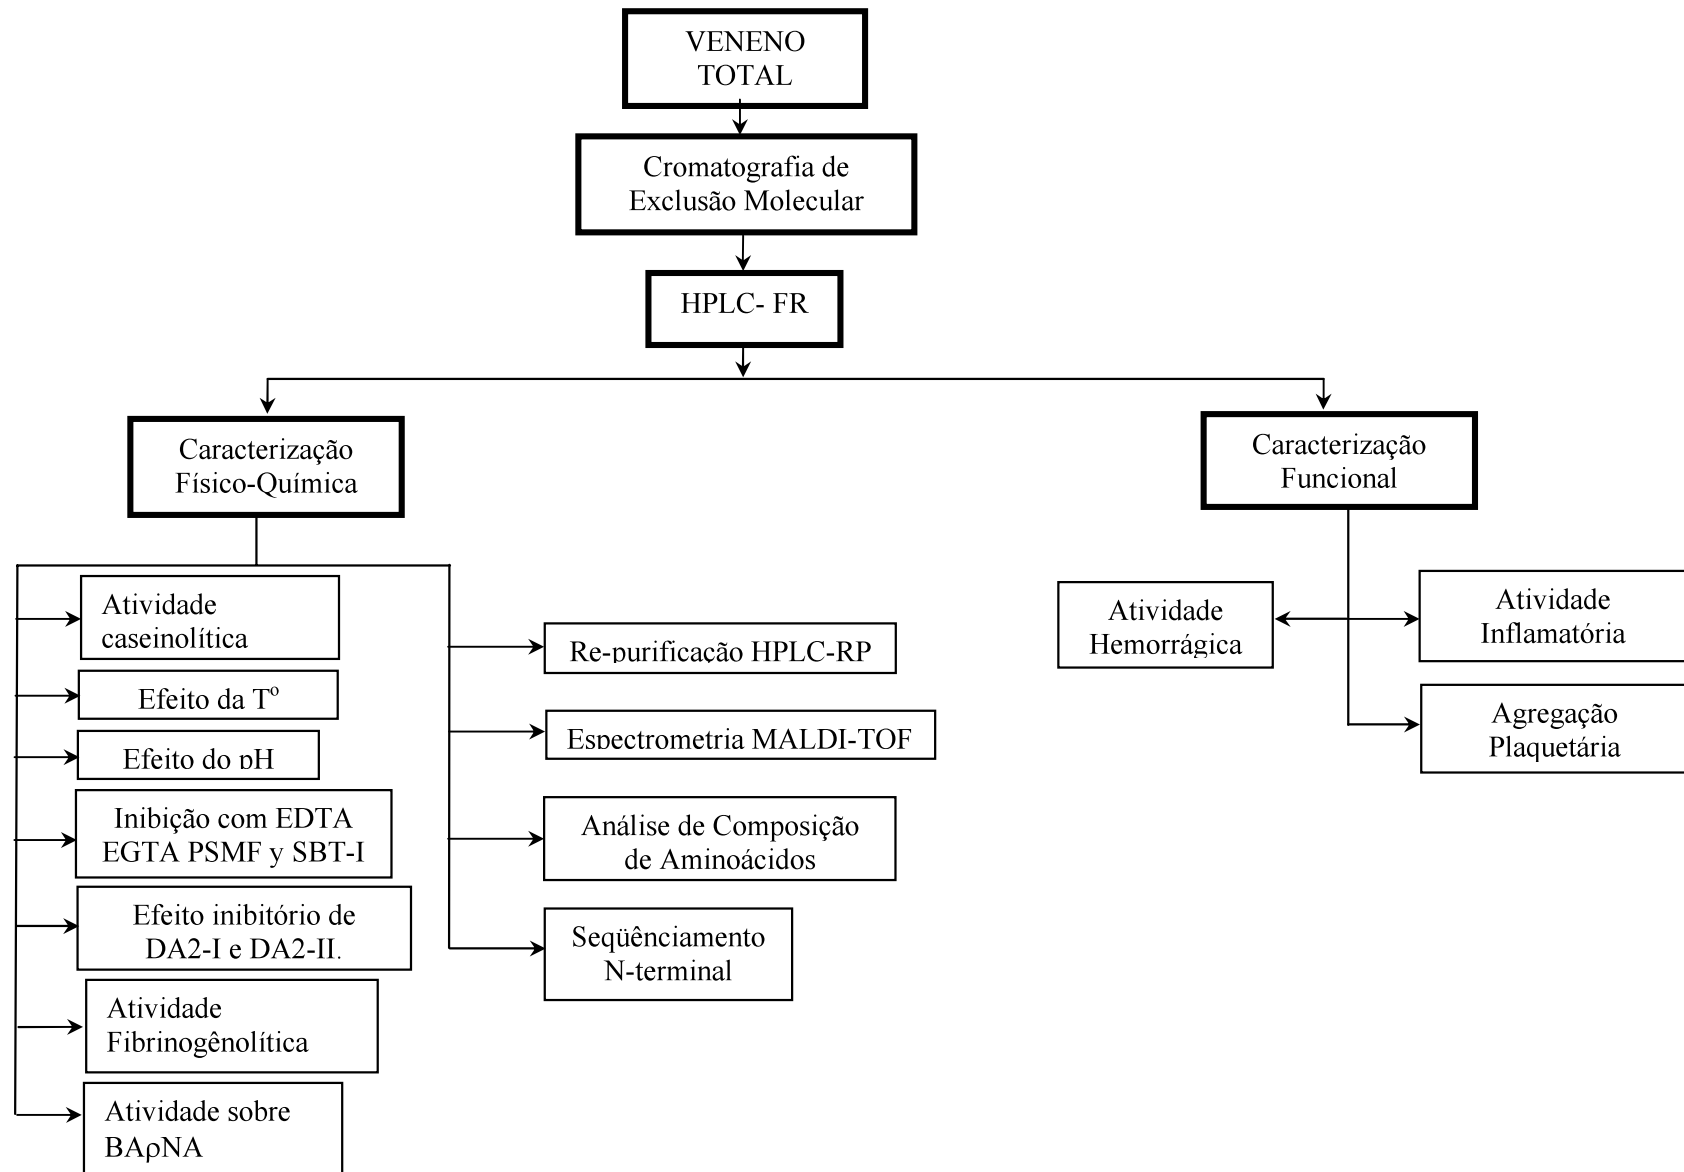 VENENO
TOTAL
Cromatografia de
Exclusão Molecular
HPLC- FR
Caracterização
Físico-Química
Caracterização
Funcional
Atividade
caseinolítica
Efeito da Tº
Efeito do pH
Inibição com EDTA
EGTA PSMF y SBT-I
Efeito inibitório de
DA2-I e DA2-II.
Atividade
Fibrinogênolítica
Atividade sobre
BAρNA
Re-purificação HPLC-RP
Espectrometria MALDI-TOF
Análise de Composição
de Aminoácidos
Seqüênciamento
N-terminal
Atividade
Hemorrágica
Atividade
Inflamatória
Agregação
Plaquetária